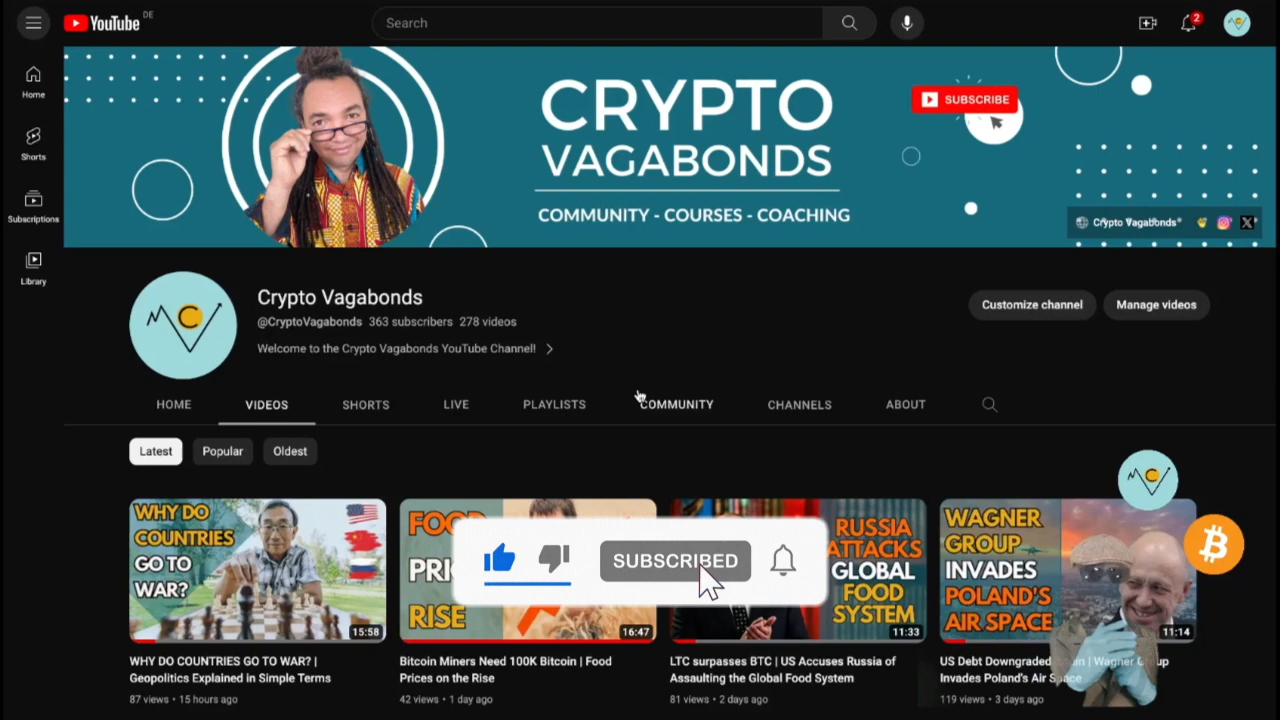 YouTube DE
Search
2
Home
Shorts
Subscriptions
Library
CRYPTO
VAGABONDS
COMMUNITY - COURSES - COACHING
SUBSCRIBE
Crypto Vagabonds
Crypto Vagabonds
@CryptoVagabonds 363 subscribers 278 videos
Welcome to the Crypto Vagabonds YouTube Channel!
Customize channel
Manage videos
HOME VIDEOS SHORTS LIVE PLAYLISTS COMMUNITY CHANNELS ABOUT
Latest Popular Oldest
WHY DO
COUNTRIES
GO TO
WAR?
15:58
FOOD
RISE
16:47
RUSSIA
ATTACKS
GLOBAL
FOOD
SYSTEM
11:33
WAGNER
GROUP
INVADES
POLAND'S
AIR SPACE
11:14
SUBSCRIBED
WHY DO COUNTRIES GO TO WAR? |
Geopolitics Explained in Simple Terms
87 views • 15 hours ago
Bitcoin Miners Need 100K Bitcoin | Food
Prices on the Rise
42 views • 1 day ago
LTC surpasses BTC | US Accuses Russia of
Assaulting the Global Food System
81 views • 2 days ago
US Debt Downgraded | Wagner Group
Invades Poland's Air Space
119 views • 3 days ago